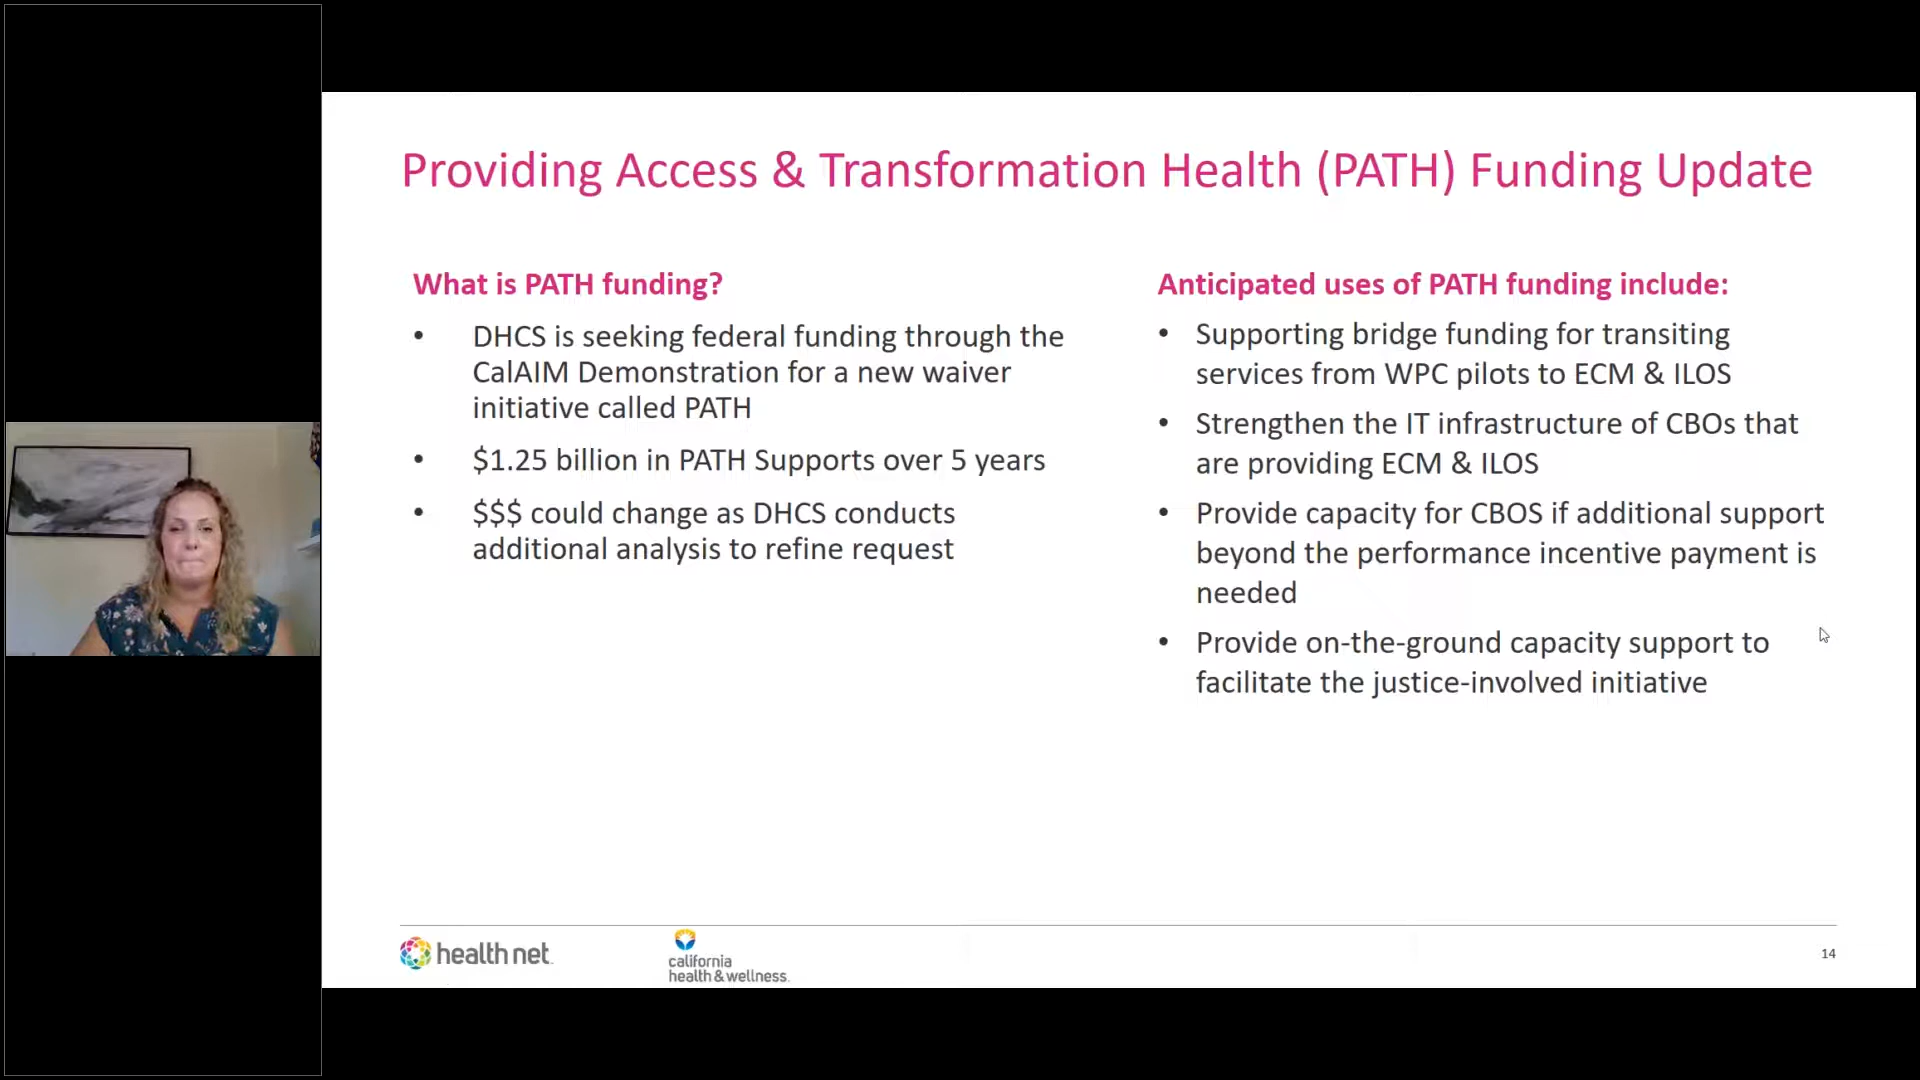 Providing Access & Transformation Health (PATH) Funding Update
What is PATH funding?
• DHCS is seeking federal funding through the
CalAIM Demonstration for a new waiver
initiative called PATH
• $1.25 billion in PATH Supports over 5 years
• $$$ could change as DHCS conducts
additional analysis to refine request
Anticipated uses of PATH funding include:
• Supporting bridge funding for transiting
services from WPC pilots to ECM & ILOS
• Strengthen the IT infrastructure of CBOs that
are providing ECM & ILOS
• Provide capacity for CBOS if additional support
beyond the performance incentive payment is
needed
• Provide on-the-ground capacity support to
facilitate the justice-involved initiative
health net
california
health & wellness
14